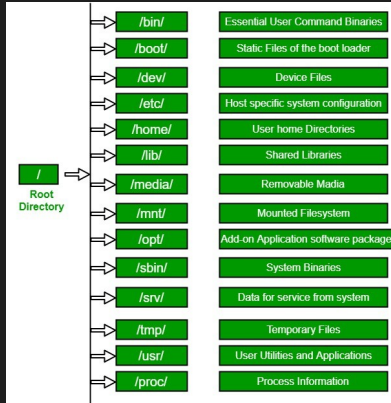 /bin/ Essential User Command Binaries
/boot/ Static Files of the boot loader
/dev/ Device Files
/etc/ Host specific system configuration
/home/ User home Directories
/lib/ Shared Libraries
/ 
Root
Directory
/media/ Removable Madia
/mnt/ Mounted Filesystem
/opt/ Add-on Application software package
/sbin/ System Binaries
/srv/ Data for service from system
/tmp/ Temporary Files
/usr/ User Utilities and Applications
/proc/ Process Information